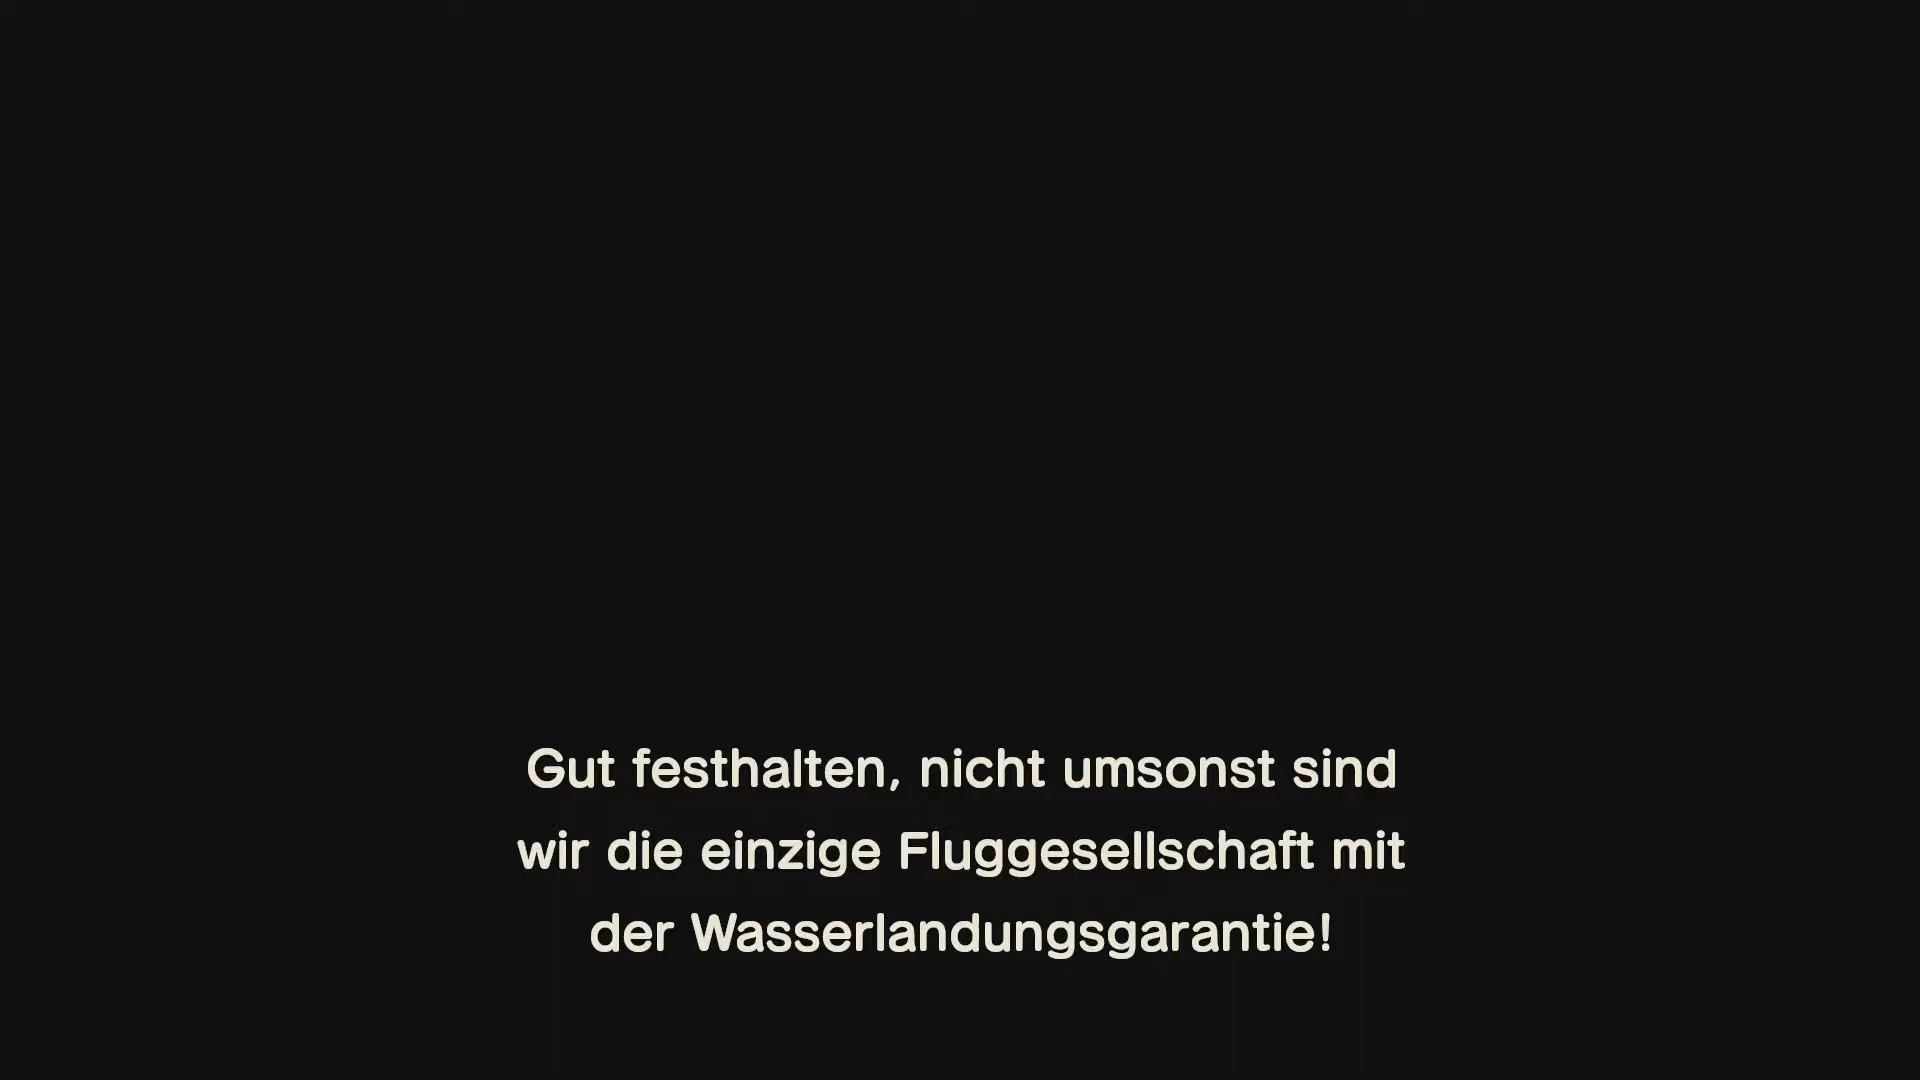 Gut festhalten, nicht umsonst sind
wir die einzige Fluggesellschaft mit
der Wasserlandungsgarantie!